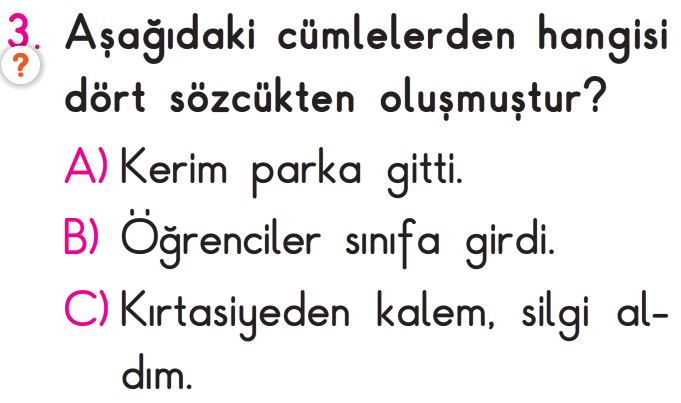 3. Aşağıdaki cümlelerden hangisi
?
dört sözcükten oluşmuştur?
A) Kerim parka gitti.
B) Öğrenciler sınıfa girdi.
C) Kırtasiyeden kalem, silgi al-
dım.